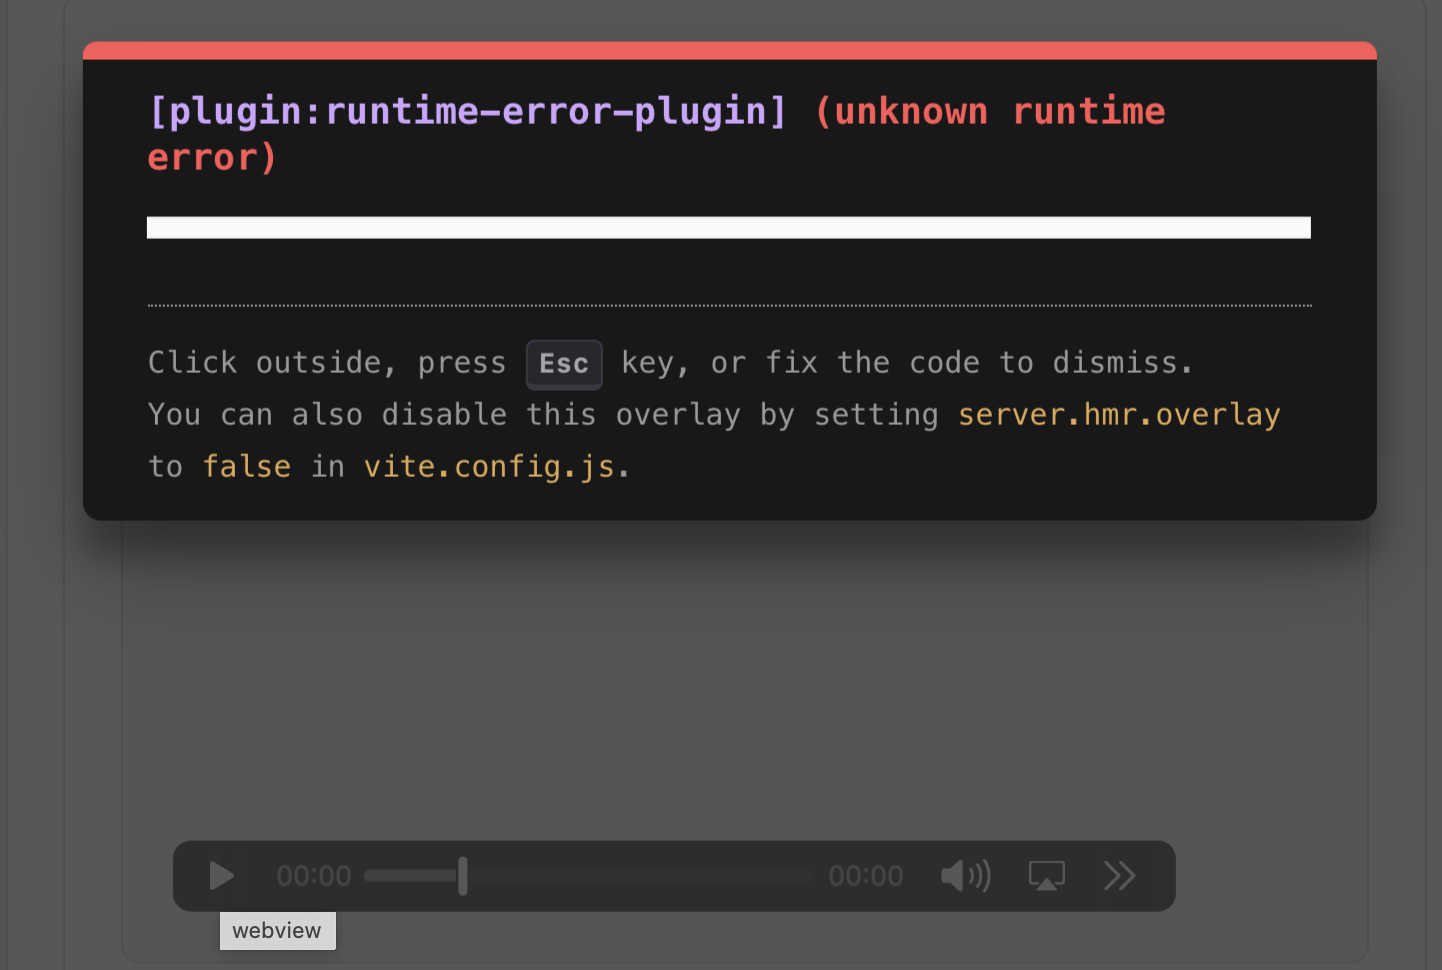 [plugin:runtime-error-plugin] (unknown runtime
error)
Click outside, press Esc key, or fix the code to dismiss.
You can also disable this overlay by setting server.hmr.overlay
to false in vite.config.js.
00:00 00:00
webview